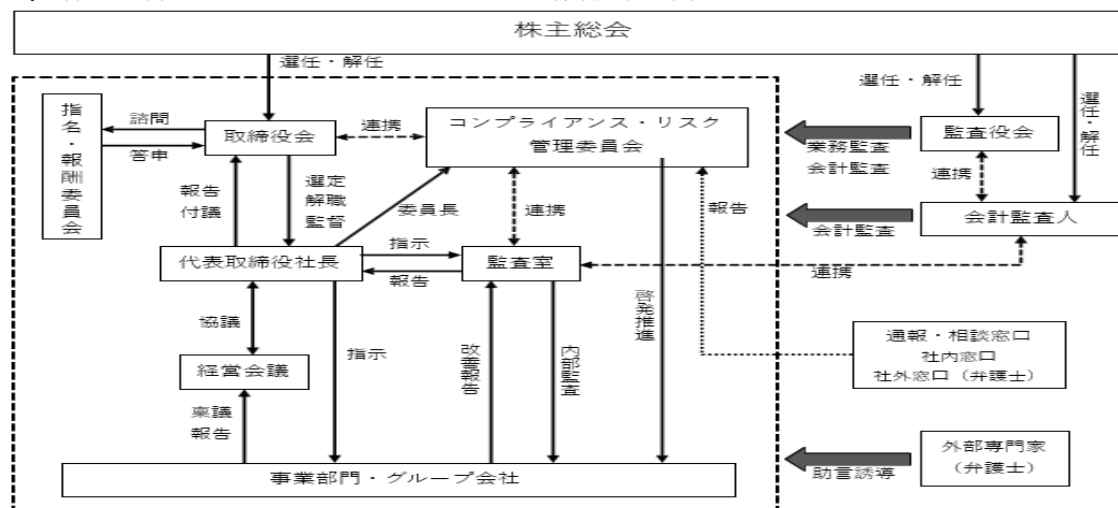 株主総会
選任・解任
選任・解任
選任・解任
指名・報酬委員会
諮問
答申
取締役会
連携
コンプライアンス・リスク
管理委員会
業務監査
会計監査
監査役会
連携
報告
付議
選定
解職
監督
委員長
連携
報告
会計監査
会計監査人
代表取締役社長
指示
報告
監査室
連携
協議
指示
改善報告
内部監査
啓発推進
経営会議
通報・相談窓口
社内窓口
社外窓口（弁護士）
稟議
報告
事業部門・グループ会社
助言誘導
外部専門家
（弁護士）